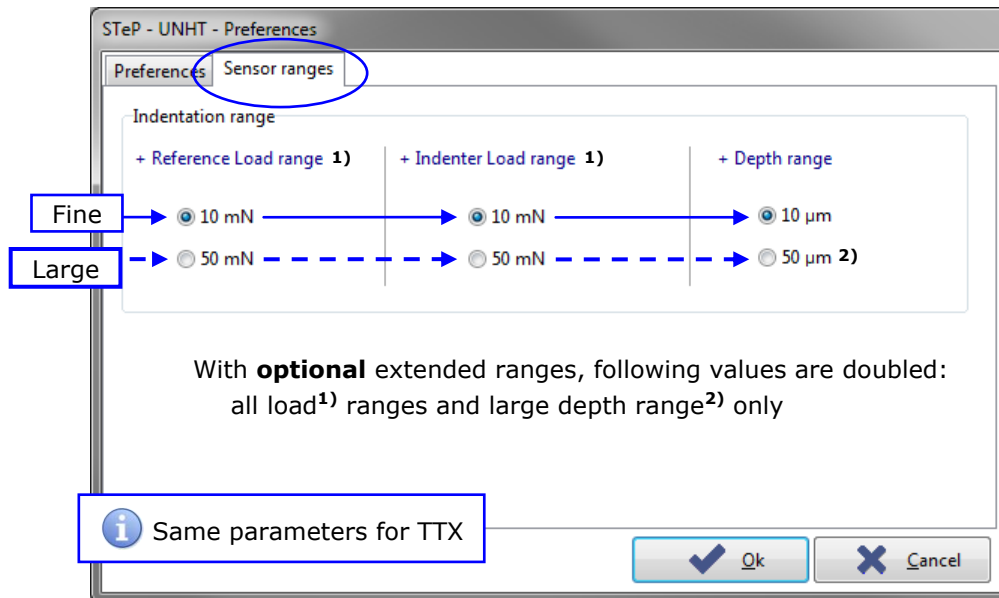 STeP - UNHT - Preferences
Preferences Sensor ranges
Indentation range
+ Reference Load range 1) + Indenter Load range 1) + Depth range
Fine 10 mN 10 mN 10 µm
Large 50 mN 50 mN 50 µm 2)
With optional extended ranges, following values are doubled:
all load1) ranges and large depth range2) only
Same parameters for TTX
Ok Cancel